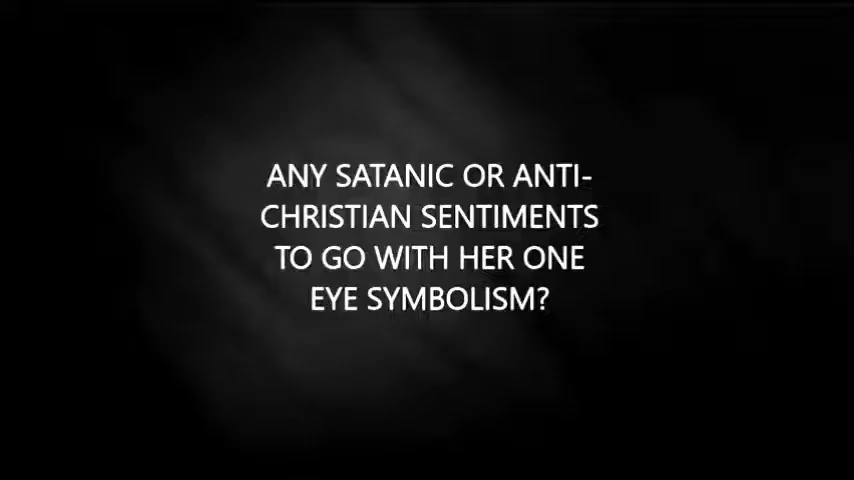 ANY SATANIC OR ANTI-
CHRISTIAN SENTIMENTS
TO GO WITH HER ONE
EYE SYMBOLISM?